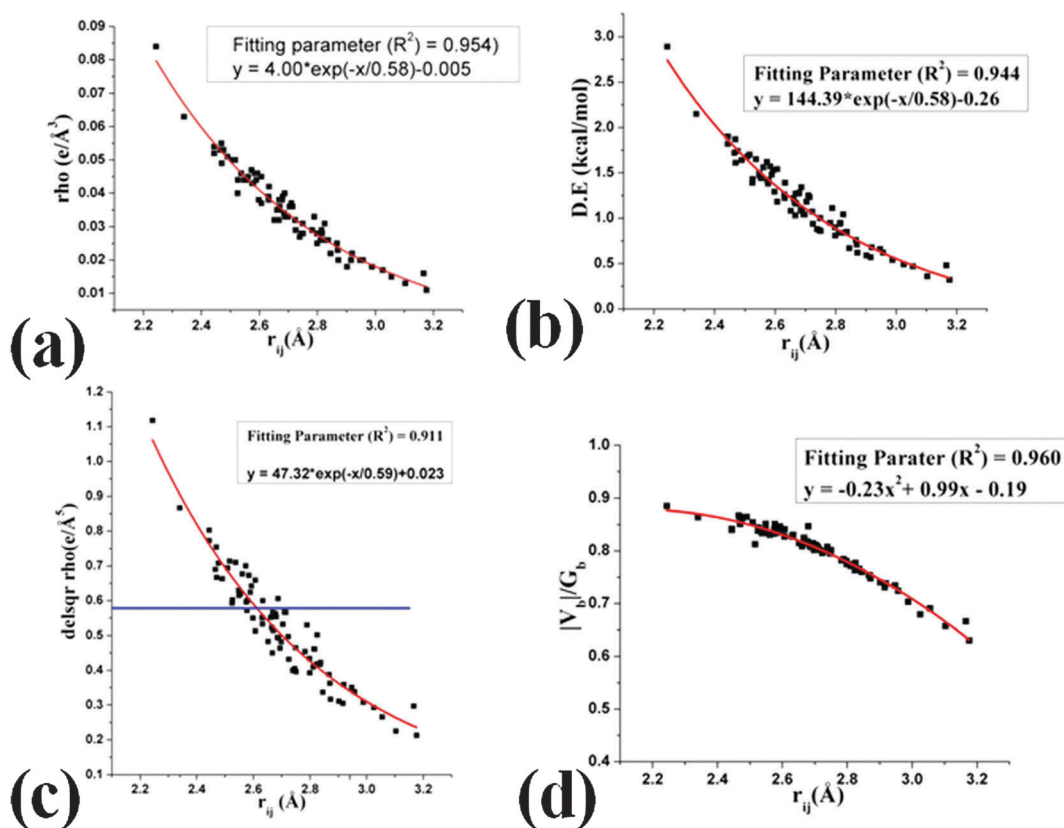 0.09
0.08
0.07
0.06
0.05
0.04
0.03
0.02
0.01
rho (e/Å³)
Fitting parameter (R²) = 0.954)
y = 4.00*exp(-x/0.58)-0.005
2.2 2.4 2.6 2.8 3.0 3.2
r_ij(Å)
(a)
3.0
2.5
2.0
1.5
1.0
0.5
0.0
D.E (kcal/mol)
Fitting Parameter (R²) = 0.944
y = 144.39*exp(-x/0.58)-0.26
2.2 2.4 2.6 2.8 3.0 3.2
r_ij(Å)
(b)
1.2
1.1
1.0
0.9
0.8
0.7
0.6
0.5
0.4
0.3
0.2
0.1
delsqr rho(e/Å⁵)
Fitting Parameter (R²) = 0.911
y = 47.32*exp(-x/0.59)+0.023
2.2 2.4 2.6 2.8 3.0 3.2
r_ij(Å)
(c)
1.0
0.9
0.8
0.7
0.6
0.5
0.4
|V_b|/G_b
Fitting Parater (R²) = 0.960
y = -0.23x² + 0.99x - 0.19
2.2 2.4 2.6 2.8 3.0 3.2
r_ij(Å)
(d)